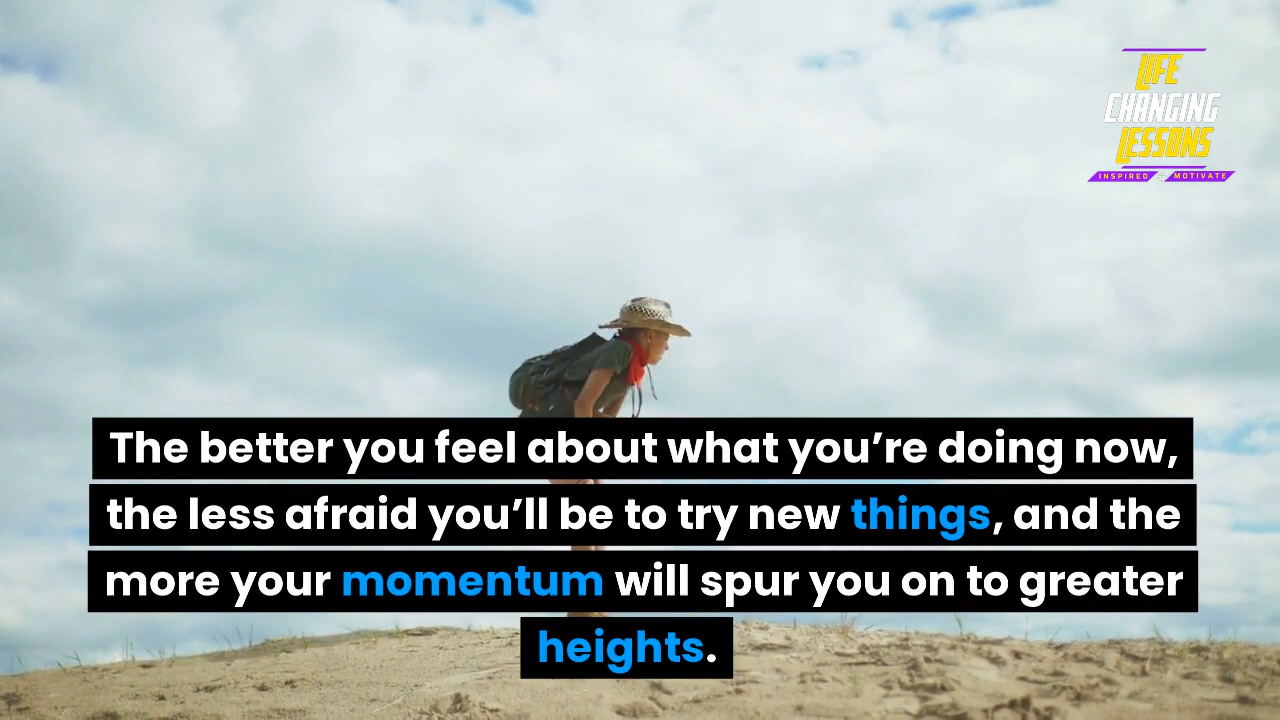 LIFE
CHANGING
LESSONS
INSPIRED & MOTIVATE
The better you feel about what you’re doing now,
the less afraid you’ll be to try new things, and the
more your momentum will spur you on to greater
heights.